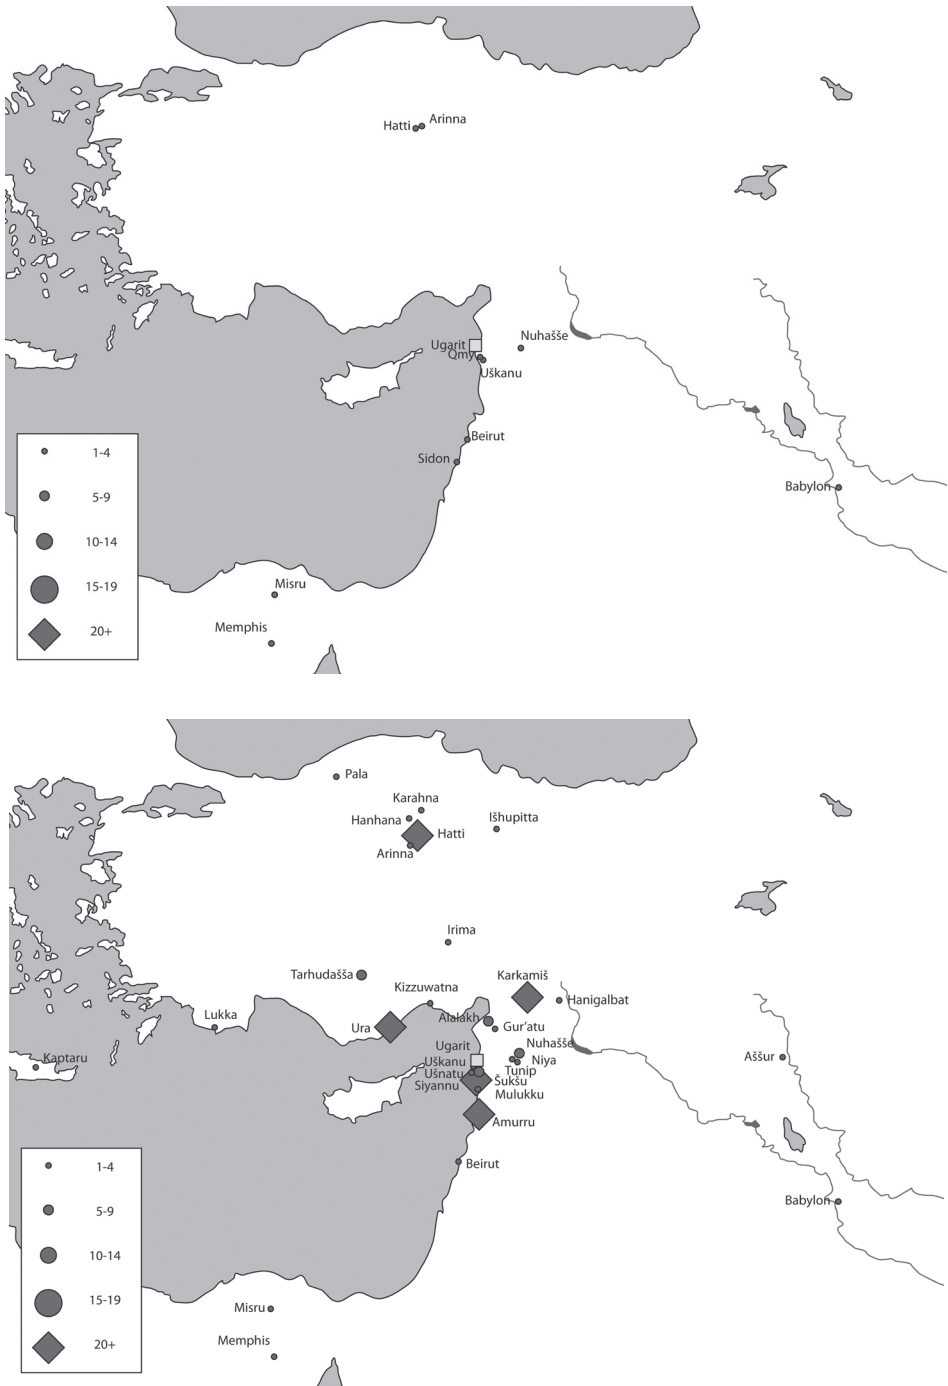 Hatti
Arinna
Ugarit
Qmy
Uškanu
Nuhašše
Beirut
Sidon
Babylon
Misru
Memphis
1-4
5-9
10-14
15-19
20+
Pala
Karahna
Hanhana
Hatti
Išhupitta
Arinna
Irima
Tarhudašša
Karkamiš
Kizzuwatna
Hanigalbat
Lukka
Ura
Alalakh
Gur'atu
Kaptaru
Ugarit
Nuhašše
Uškanu
Niya
Aššur
Ušnatu
Tunip
Siyannu
Šukšu
Mulukku
Amurru
Beirut
Babylon
Misru
Memphis
1-4
5-9
10-14
15-19
20+